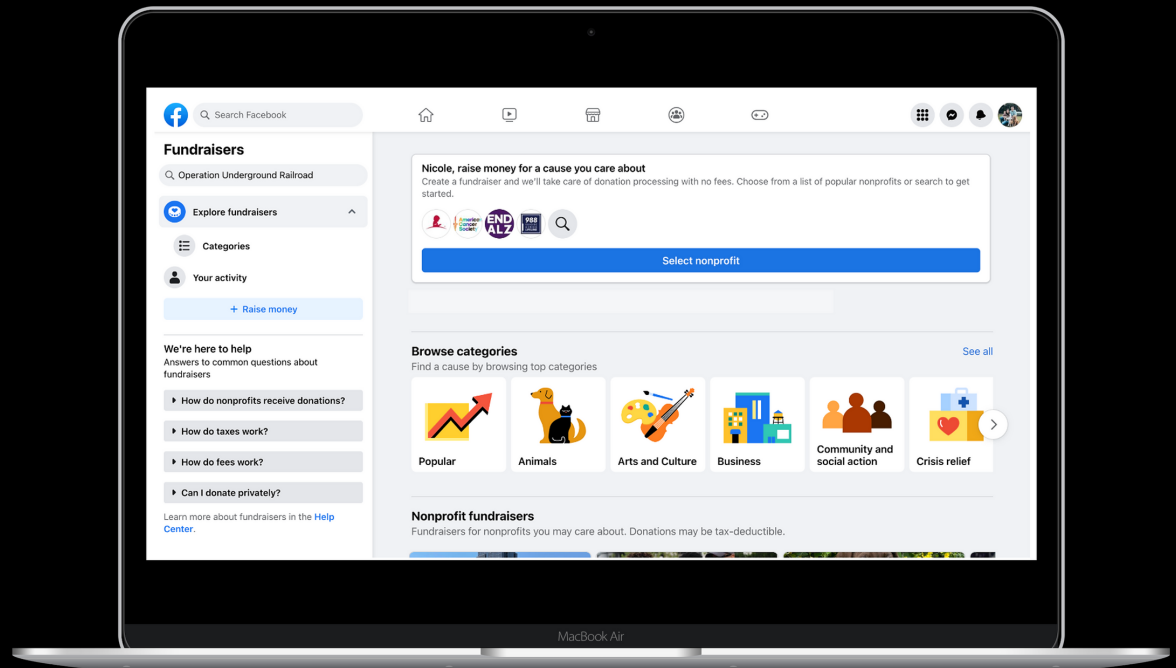 Search Facebook
Fundraisers
Operation Underground Railroad
Explore fundraisers
Categories
Your activity
+ Raise money
We're here to help
Answers to common questions about
fundraisers
How do nonprofits receive donations?
How do taxes work?
How do fees work?
Can I donate privately?
Learn more about fundraisers in the Help
Center.
Nicole, raise money for a cause you care about
Create a fundraiser and we'll take care of donation processing with no fees. Choose from a list of popular nonprofits or search to get
started.
American
Cancer
Society
END
ALZ
988
Select nonprofit
Browse categories
See all
Find a cause by browsing top categories
Popular
Animals
Arts and Culture
Business
Community and
social action
Crisis relief
Nonprofit fundraisers
Fundraisers for nonprofits you may care about. Donations may be tax-deductible.
MacBook Air